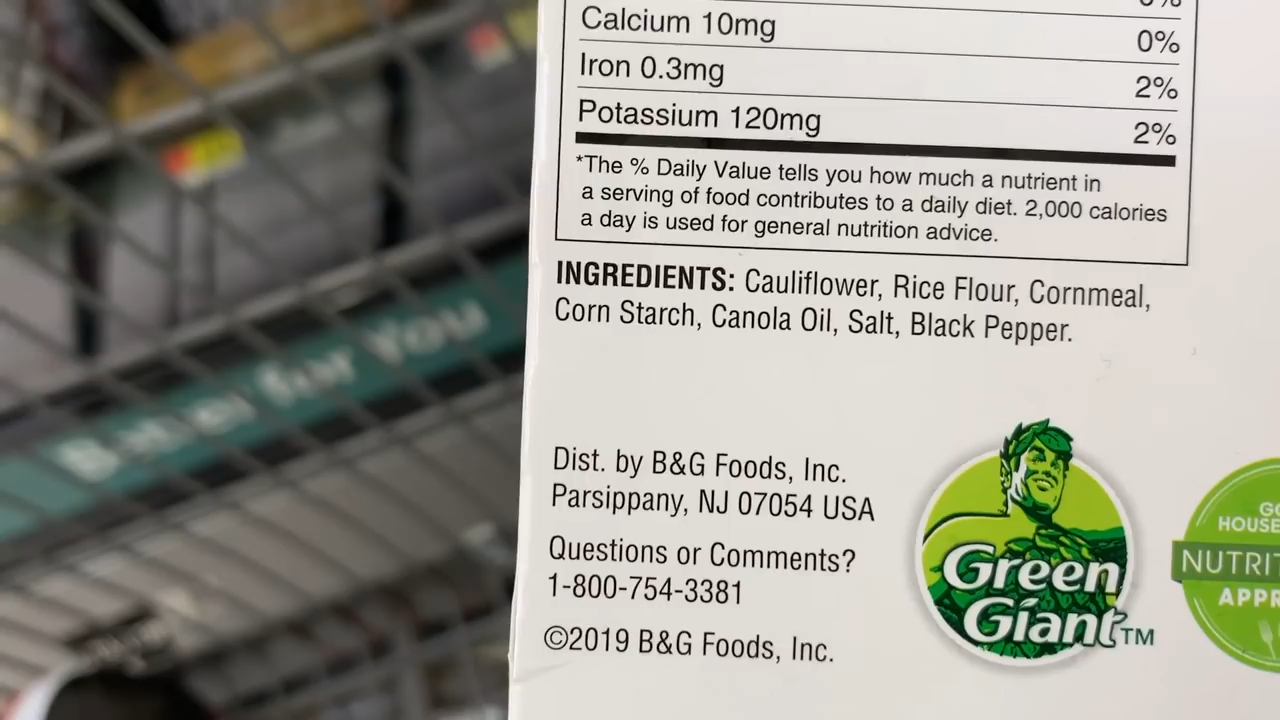 Calcium 10mg 0%
Iron 0.3mg 2%
Potassium 120mg 2%
*The % Daily Value tells you how much a nutrient in
a serving of food contributes to a daily diet. 2,000 calories
a day is used for general nutrition advice.
INGREDIENTS: Cauliflower, Rice Flour, Cornmeal,
Corn Starch, Canola Oil, Salt, Black Pepper.
Dist. by B&G Foods, Inc.
Parsippany, NJ 07054 USA
Questions or Comments?
1-800-754-3381
©2019 B&G Foods, Inc.
Green
Giant™
for You